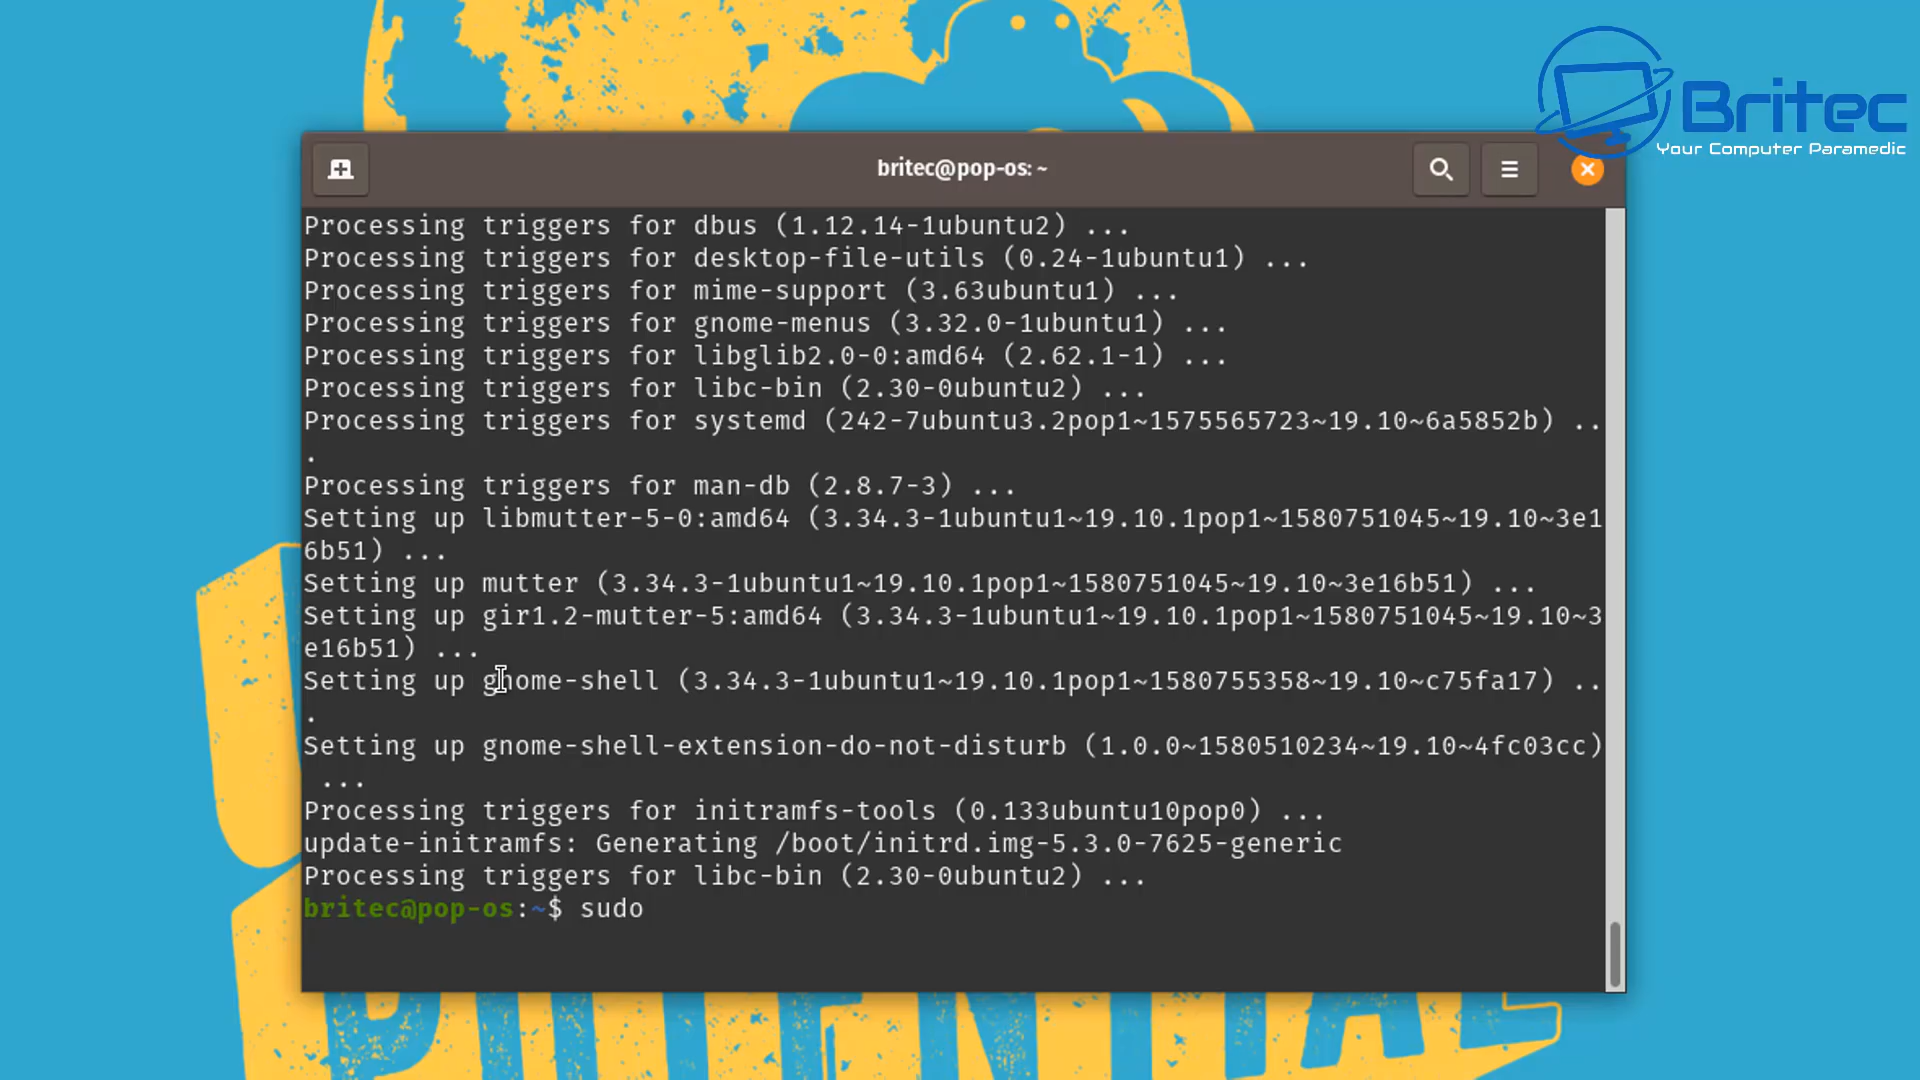 Britec
Your Computer Paramedic
britec@pop-os: ~
Processing triggers for dbus (1.12.14-1ubuntu2) ...
Processing triggers for desktop-file-utils (0.24-1ubuntu1) ...
Processing triggers for mime-support (3.63ubuntu1) ...
Processing triggers for gnome-menus (3.32.0-1ubuntu1) ...
Processing triggers for libglib2.0-0:amd64 (2.62.1-1) ...
Processing triggers for libc-bin (2.30-0ubuntu2) ...
Processing triggers for systemd (242-7ubuntu3.2pop1~1575565723~19.10~6a5852b) ..
.
Processing triggers for man-db (2.8.7-3) ...
Setting up libmutter-5-0:amd64 (3.34.3-1ubuntu1~19.10.1pop1~1580751045~19.10~3e1
6b51) ...
Setting up mutter (3.34.3-1ubuntu1~19.10.1pop1~1580751045~19.10~3e16b51) ...
Setting up gir1.2-mutter-5:amd64 (3.34.3-1ubuntu1~19.10.1pop1~1580751045~19.10~3
e16b51) ...
Setting up gnome-shell (3.34.3-1ubuntu1~19.10.1pop1~1580755358~19.10~c75fa17) ..
.
Setting up gnome-shell-extension-do-not-disturb (1.0.0~1580510234~19.10~4fc03cc)
 ...
Processing triggers for initramfs-tools (0.133ubuntu10pop0) ...
update-initramfs: Generating /boot/initrd.img-5.3.0-7625-generic
Processing triggers for libc-bin (2.30-0ubuntu2) ...
britec@pop-os:~$ sudo